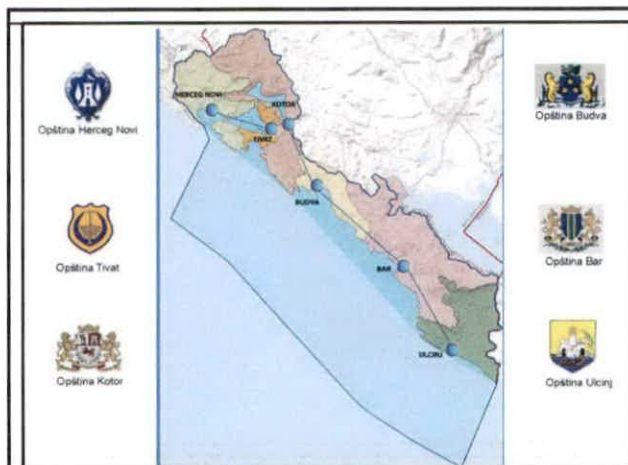 Opština Herceg Novi
Opština Tivat
Opština Kotor
HERCEG NOVI
KOTOR
TIVAT
BUDVA
BAR
ULCINJ
Opština Budva
Opština Bar
Opština Ulcinj